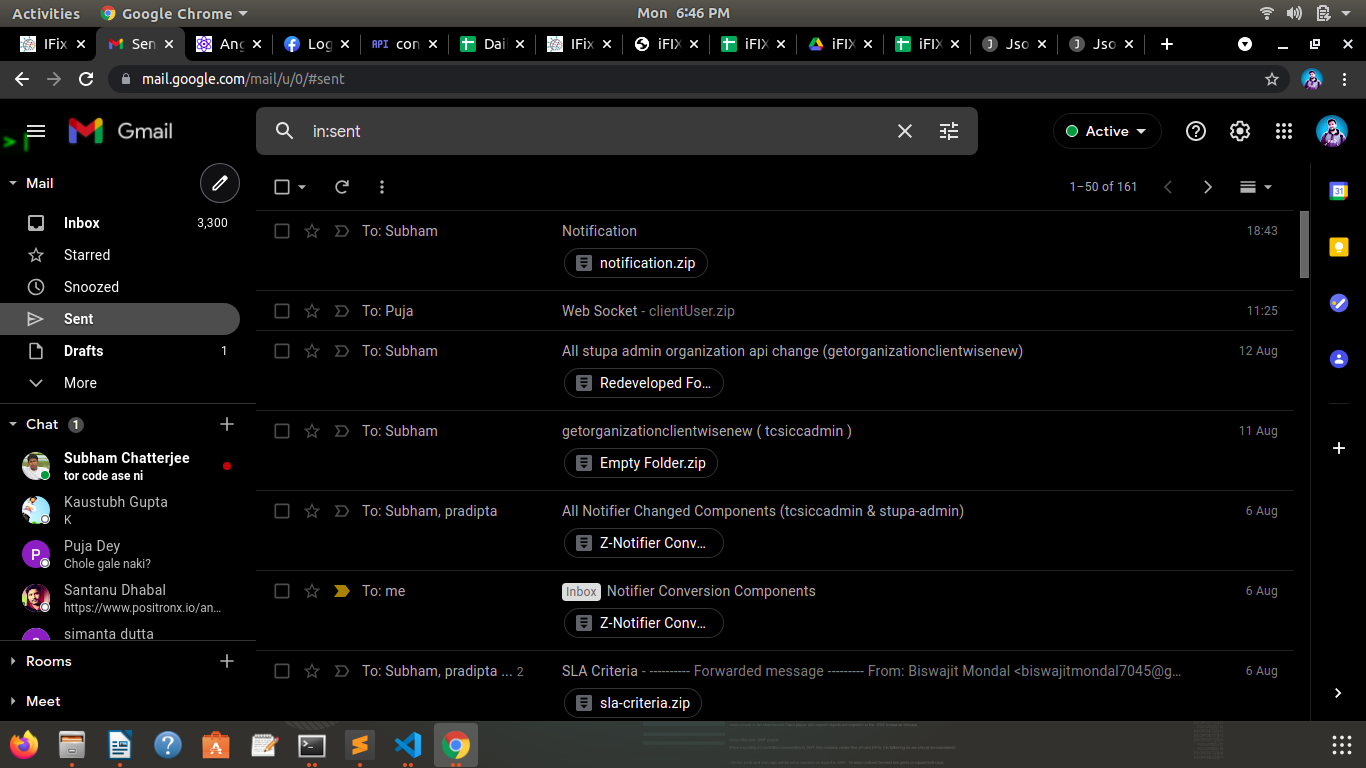 Activities Google Chrome Mon 6:46 PM
IFix Sen Ang Log API con Dail IFix iFIX iFIX iFIX iFIX J Jso J Jso
mail.google.com/mail/u/0/#sent
>
Gmail
in:sent
Active
Mail
1–50 of 161
31
Inbox 3,300
Starred
Snoozed
Sent
Drafts 1
More
Chat 1
Subham Chatterjee
tor code ase ni
Kaustubh Gupta
K
P
Puja Dey
Chole gale naki?
Santanu Dhabal
https://www.positronx.io/an...
simanta dutta
Rooms
Meet
To: Subham Notification 18:43
notification.zip
To: Puja Web Socket - clientUser.zip 11:25
To: Subham All stupa admin organization api change (getorganizationclientwisenew) 12 Aug
Redeveloped Fo...
To: Subham getorganizationclientwisenew ( tcsiccadmin ) 11 Aug
Empty Folder.zip
To: Subham, pradipta All Notifier Changed Components (tcsiccadmin & stupa-admin) 6 Aug
Z-Notifier Conv...
To: me Inbox Notifier Conversion Components 6 Aug
Z-Notifier Conv...
To: Subham, pradipta ... 2 SLA Criteria - ---------- Forwarded message --------- From: Biswajit Mondal <biswajitmondal7045@g... 6 Aug
sla-criteria.zip